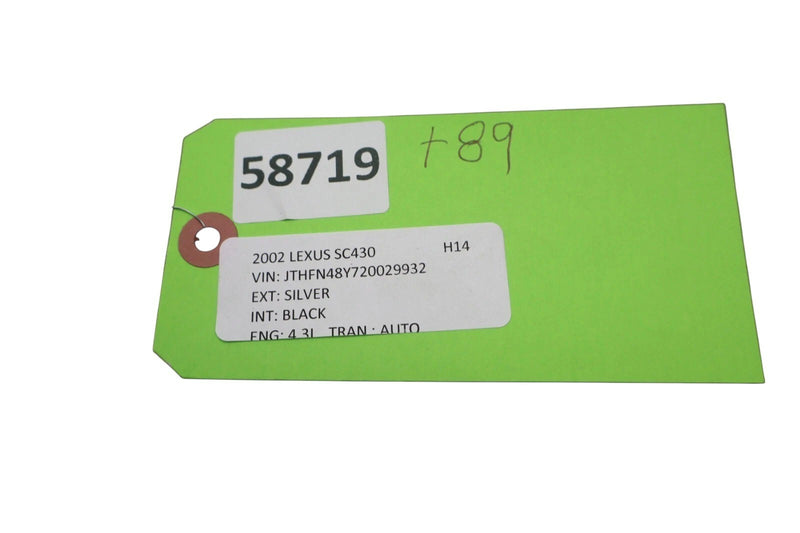 58719
+89
2002 LEXUS SC430 H14
VIN: JTHFN48Y720029932
EXT: SILVER
INT: BLACK
ENG: 4.3L TRAN.: AUTO